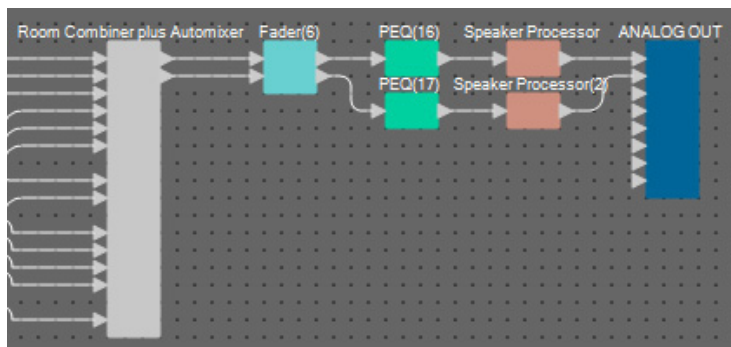 Room Combiner plus Automixer Fader(6) PEQ(16) Speaker Processor ANALOG OUT
PEQ(17) Speaker Processor(2)